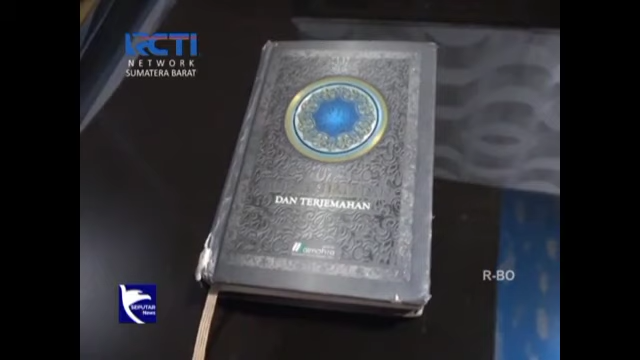 RCTI
NETWORK
SUMATERA BARAT
DAN TERJEMAHAN
R-BO
SEPUTAR
News